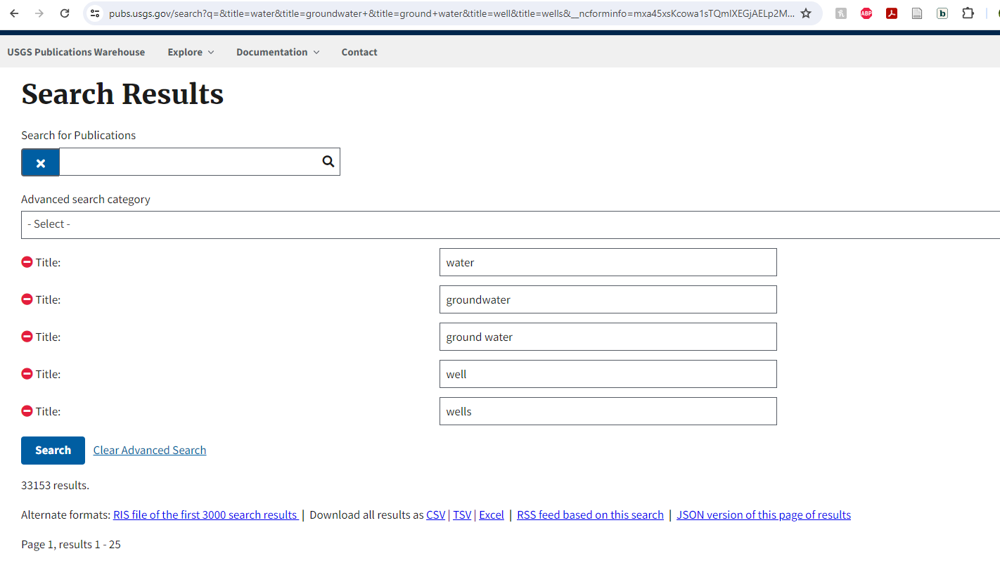 pubs.usgs.gov/search?q=&title=water&title=groundwater+&title=ground+water&title=well&title=wells&__ncforminfo=mxa45xsKcowa1sTQmIXEGjAELp2M...
ABP
b
USGS Publications Warehouse Explore Documentation Contact
Search Results
Search for Publications
Advanced search category
- Select -
Title: water
Title: groundwater
Title: ground water
Title: well
Title: wells
Search Clear Advanced Search
33153 results.
Alternate formats: RIS file of the first 3000 search results | Download all results as CSV | TSV | Excel | RSS feed based on this search | JSON version of this page of results
Page 1, results 1 - 25